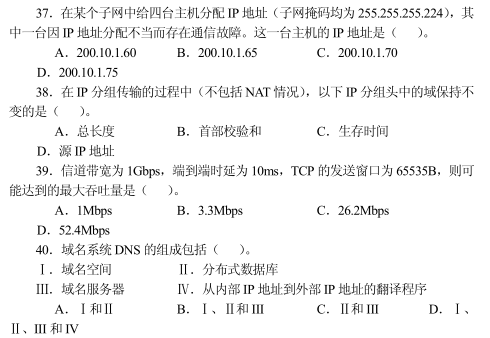 37．在某个子网中给四台主机分配 IP 地址（子网掩码均为 255.255.255.224），其
中一台因 IP 地址分配不当而存在通信故障。这一台主机的 IP 地址是（　　）。
A．200.10.1.60　B．200.10.1.65　C．200.10.1.70
D．200.10.1.75
38．在 IP 分组传输的过程中（不包括 NAT 情况），以下 IP 分组头中的域保持不
变的是（　　）。
A．总长度　B．首部校验和　C．生存时间
D．源 IP 地址
39．信道带宽为 1Gbps，端到端时延为 10ms，TCP 的发送窗口为 65535B，则可
能达到的最大吞吐量是（　　）。
A．1Mbps　B．3.3Mbps　C．26.2Mbps
D．52.4Mbps
40．域名系统 DNS 的组成包括（　　）。
Ⅰ．域名空间　Ⅱ．分布式数据库
Ⅲ．域名服务器　Ⅳ．从内部 IP 地址到外部 IP 地址的翻译程序
A．Ⅰ和Ⅱ　B．Ⅰ、Ⅱ和 III　C．Ⅱ和 III　D．Ⅰ、
Ⅱ、III 和 IV